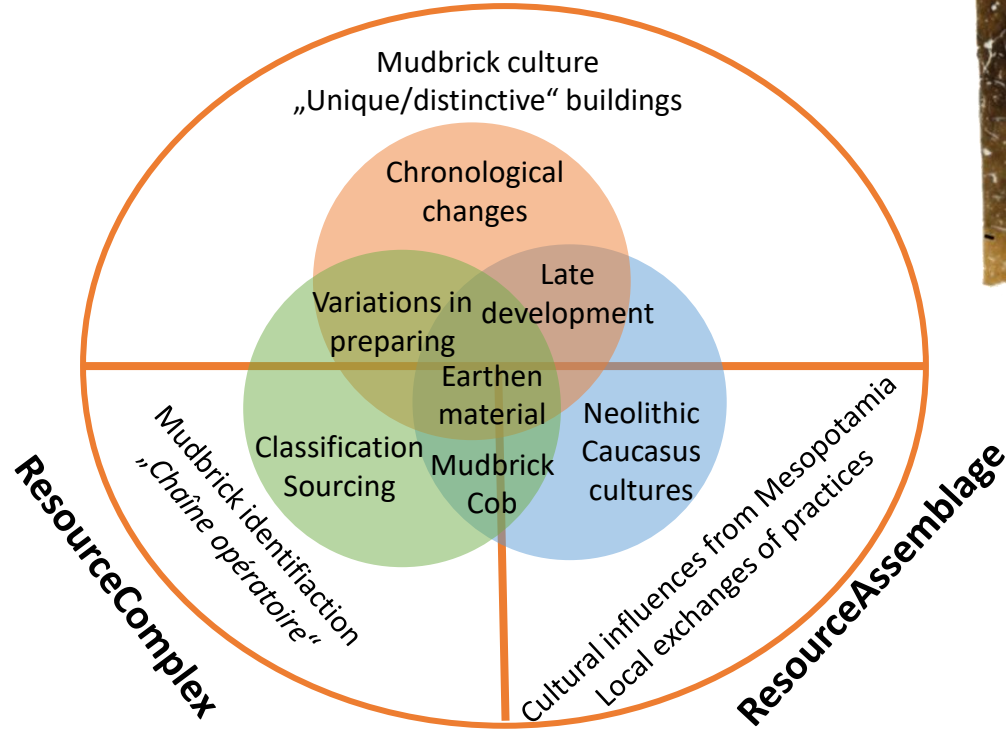 Mudbrick culture
„Unique/distinctive“ buildings
Chronological
changes
Late
development
Variations in
preparing
Earthen
material
Neolithic
Caucasus
cultures
Classification
Sourcing
Mudbrick
Cob
Mudbrick identifiaction
„Chaîne opératoire“
Cultural influences from Mesopotamia
Local exchanges of practices
ResourceComplex
ResourceAssemblage